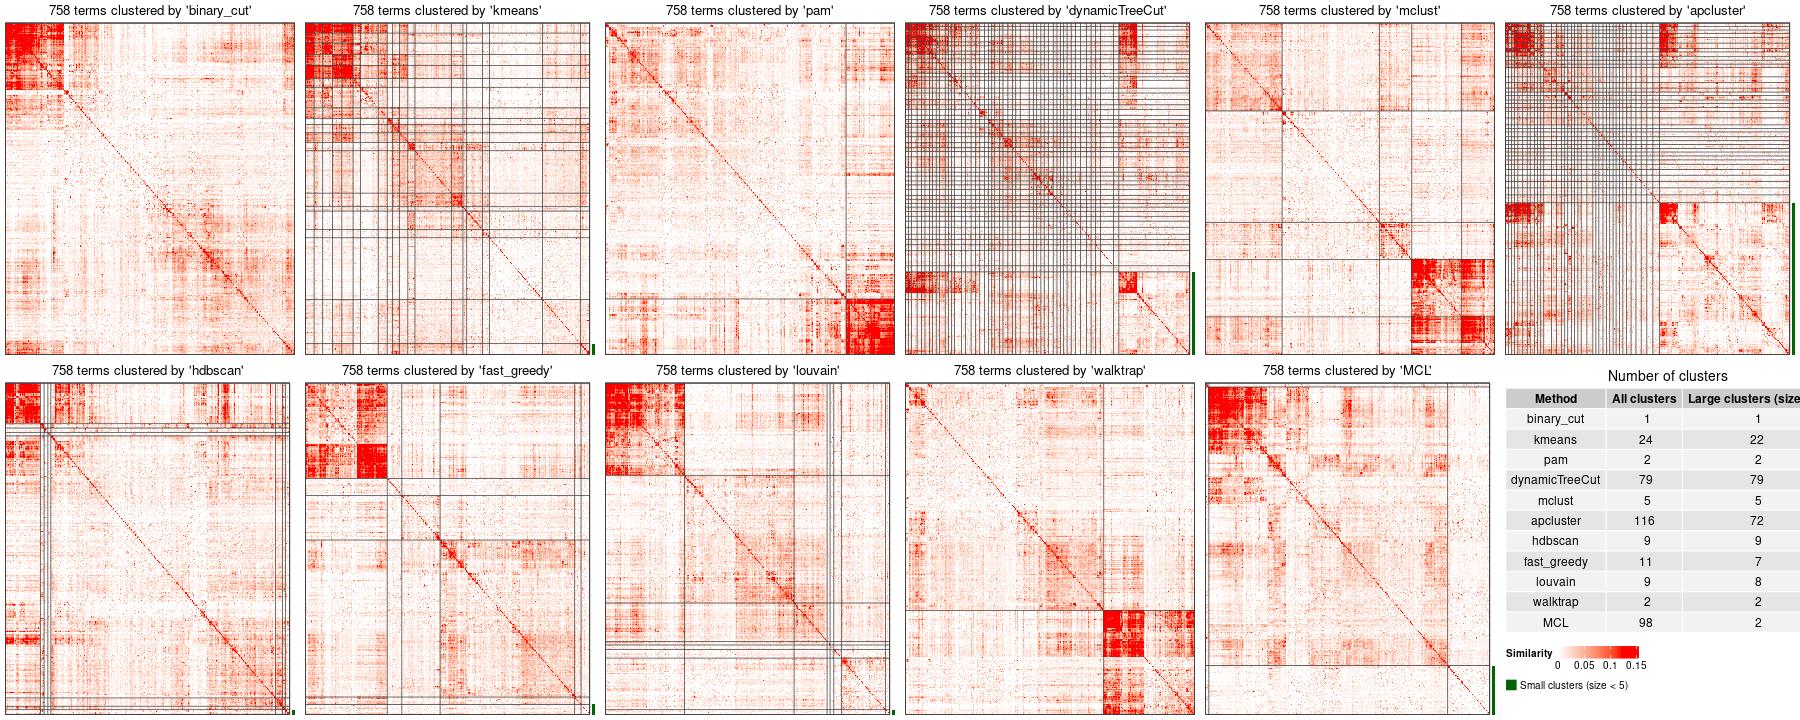 758 terms clustered by 'binary_cut'
758 terms clustered by 'kmeans'
758 terms clustered by 'pam'
758 terms clustered by 'dynamicTreeCut'
758 terms clustered by 'mclust'
758 terms clustered by 'apcluster'
758 terms clustered by 'hdbscan'
758 terms clustered by 'fast_greedy'
758 terms clustered by 'louvain'
758 terms clustered by 'walktrap'
758 terms clustered by 'MCL'
Number of clusters
Method All clusters Large clusters (size
binary_cut 1 1
kmeans 24 22
pam 2 2
dynamicTreeCut 79 79
mclust 5 5
apcluster 116 72
hdbscan 9 9
fast_greedy 11 7
louvain 9 8
walktrap 2 2
MCL 98 2
Similarity
0 0.05 0.1 0.15
Small clusters (size < 5)